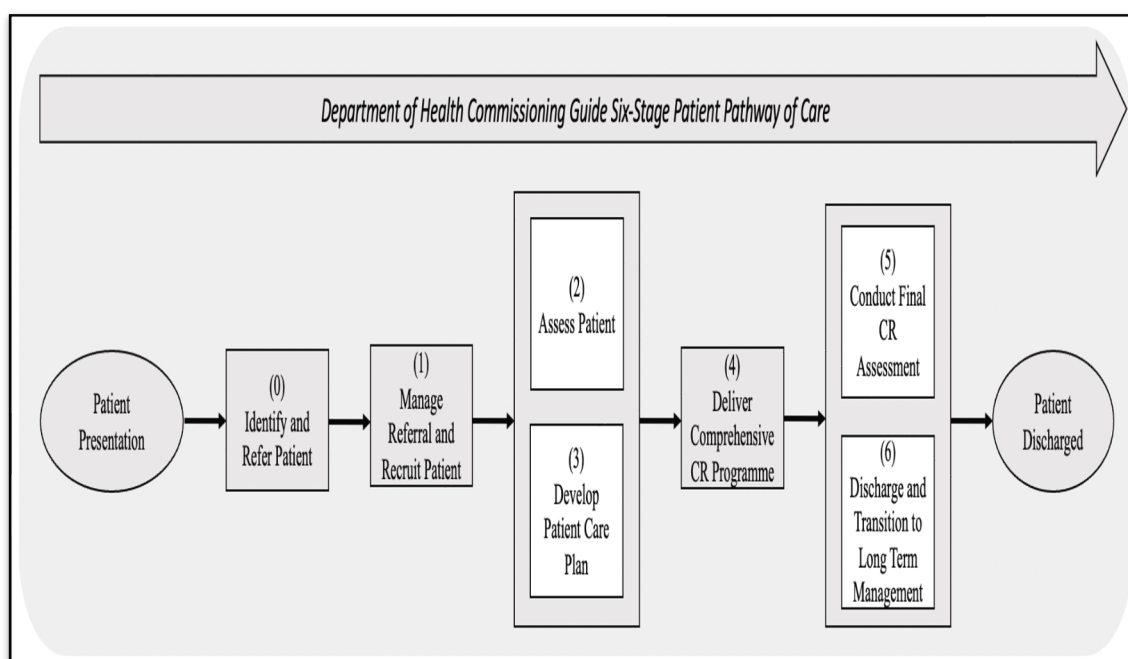 Department of Health Commissioning Guide Six-Stage Patient Pathway of Care
Patient
Presentation
(0)
Identify and
Refer Patient
(1)
Manage
Referral and
Recruit Patient
(2)
Assess Patient
(3)
Develop
Patient Care
Plan
(4)
Deliver
Comprehensive
CR Programme
(5)
Conduct Final
CR
Assessment
(6)
Discharge and
Transition to
Long Term
Management
Patient
Discharged